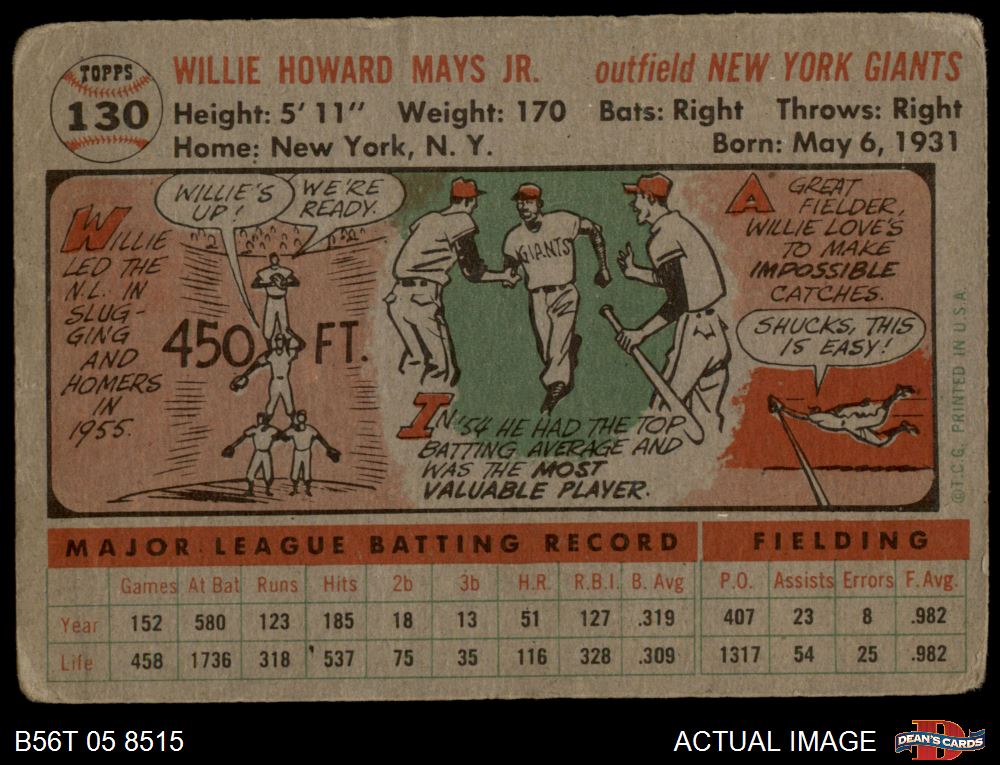 TOPPS
130
WILLIE HOWARD MAYS JR. outfield NEW YORK GIANTS
Height: 5' 11" Weight: 170 Bats: Right Throws: Right
Home: New York, N. Y. Born: May 6, 1931
WILLIE'S
UP!
WE'RE
READY.
WILLIE
LED THE
N.L. IN
SLUG-
GING
AND
HOMERS
IN
1955.
450 FT.
GIANTS
IN '54 HE HAD THE TOP
BATTING AVERAGE AND
WAS THE MOST
VALUABLE PLAYER.
A GREAT
FIELDER,
WILLIE LOVE'S
TO MAKE
IMPOSSIBLE
CATCHES.
SHUCKS, THIS
IS EASY!
©T.C.G. PRINTED IN U.S.A.
MAJOR LEAGUE BATTING RECORD FIELDING
Games At Bat Runs Hits 2b 3b H.R. R.B.I. B. Avg P.O. Assists Errors F. Avg.
Year 152 580 123 185 18 13 51 127 .319 407 23 8 .982
Life 458 1736 318 537 75 35 116 328 .309 1317 54 25 .982
B56T 05 8515 ACTUAL IMAGE
D
DEAN'S CARDS